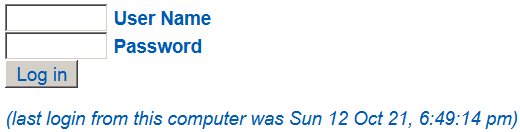 User Name
Password
Log in
(last login from this computer was Sun 12 Oct 21, 6:49:14 pm)